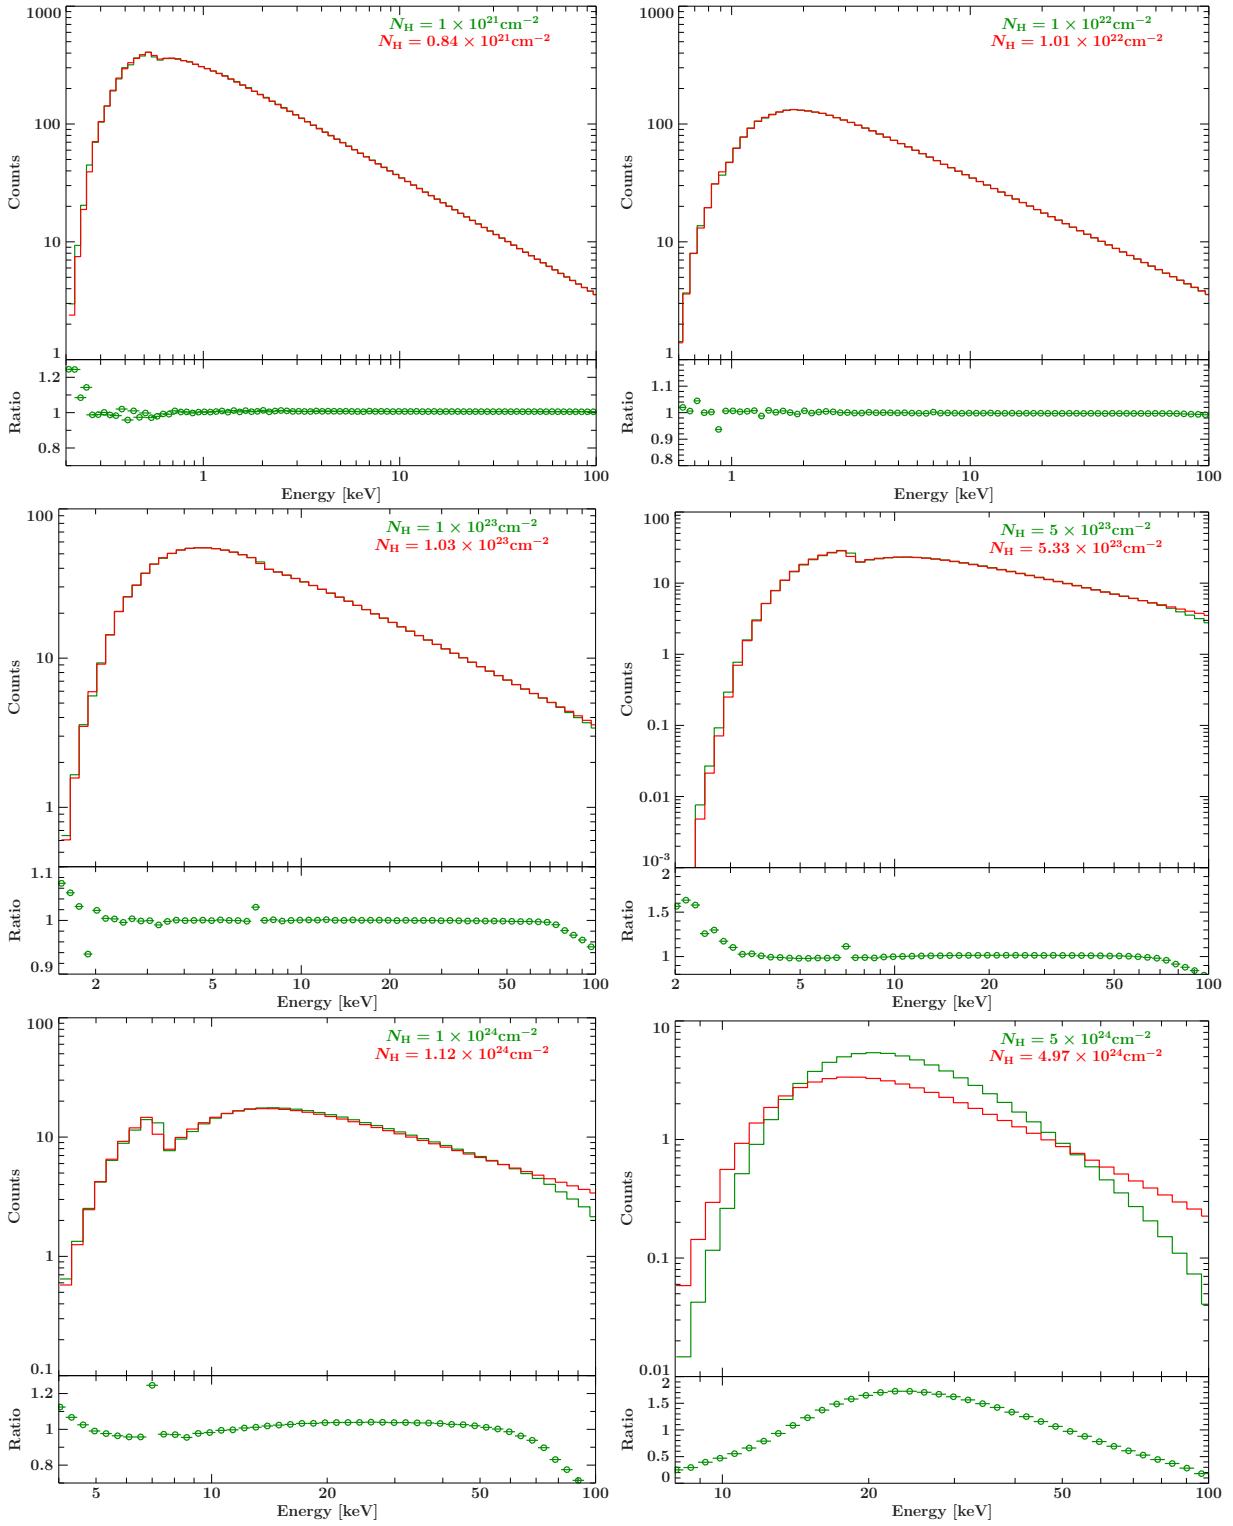 1000
100
10
1
Counts
N_H = 1 × 10^21 cm^−2
N_H = 0.84 × 10^21 cm^−2
1.2
1
0.8
Ratio
1 10 100
Energy [keV]
1000
100
10
1
Counts
N_H = 1 × 10^22 cm^−2
N_H = 1.01 × 10^22 cm^−2
1.1
1
0.9
0.8
Ratio
1 10 100
Energy [keV]
100
10
1
Counts
N_H = 1 × 10^23 cm^−2
N_H = 1.03 × 10^23 cm^−2
1.1
1
0.9
Ratio
2 5 10 20 50 100
Energy [keV]
100
10
1
0.1
0.01
10^-3
Counts
N_H = 5 × 10^23 cm^−2
N_H = 5.33 × 10^23 cm^−2
2
1.5
1
Ratio
2 5 10 20 50 100
Energy [keV]
100
10
1
0.1
Counts
N_H = 1 × 10^24 cm^−2
N_H = 1.12 × 10^24 cm^−2
1.2
1
0.8
Ratio
5 10 20 50 100
Energy [keV]
10
1
0.1
0.01
Counts
N_H = 5 × 10^24 cm^−2
N_H = 4.97 × 10^24 cm^−2
2
1.5
1
0.5
0
Ratio
10 20 50 100
Energy [keV]